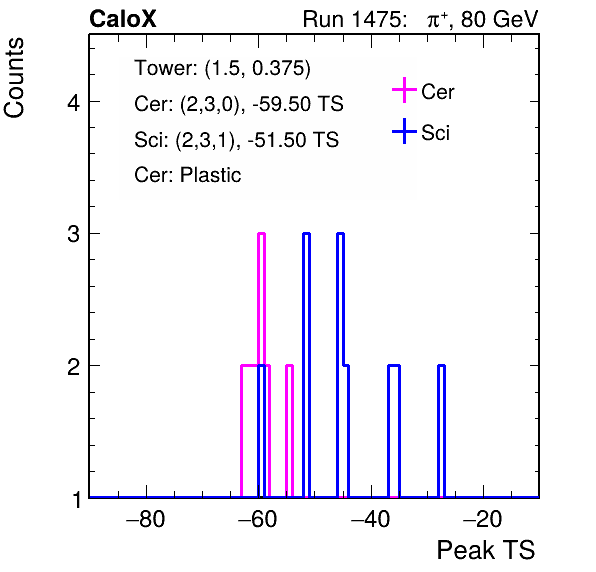 CaloX Run 1475: π⁺, 80 GeV
Counts
Tower: (1.5, 0.375)
Cer: (2,3,0), -59.50 TS
Sci: (2,3,1), -51.50 TS
Cer: Plastic
Cer
Sci
4
3
2
1
−80 −60 −40 −20
Peak TS